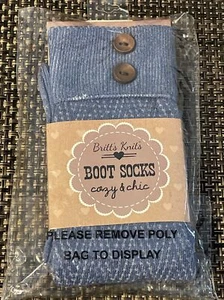 Britt's Knits
BOOT SOCKS
cozy & chic
PLEASE REMOVE POLY
BAG TO DISPLAY